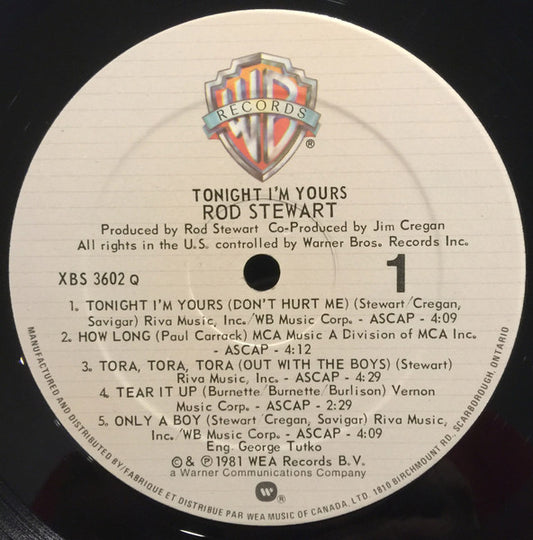 WB
RECORDS
®
TONIGHT I'M YOURS
ROD STEWART
Produced by Rod Stewart Co-Produced by Jim Cregan
All rights in the U.S. controlled by Warner Bros. Records Inc.
XBS 3602 Q
1
1. TONIGHT I'M YOURS (DON'T HURT ME) (Stewart/Cregan,
Savigar) Riva Music, Inc./WB Music Corp. - ASCAP - 4:09
2. HOW LONG (Paul Carrack) MCA Music A Division of MCA Inc.
- ASCAP - 4:12
3. TORA, TORA, TORA (OUT WITH THE BOYS) (Stewart)
Riva Music, Inc. - ASCAP - 4:29
4. TEAR IT UP (Burnette/Burnette/Burlison) Vernon
Music Corp. - ASCAP - 2:29
5. ONLY A BOY (Stewart/Cregan, Savigar) Riva Music,
Inc./WB Music Corp. - ASCAP - 4:09
Eng George Tutko
© & ℗ 1981 WEA Records B.V.
a Warner Communications Company
®
MANUFACTURED AND DISTRIBUTED BY/FABRIQUE ET DISTRIBUE PAR WEA MUSIC OF CANADA, LTD. 1810 BIRCHMOUNT RD. SCARBOROUGH, ONTARIO